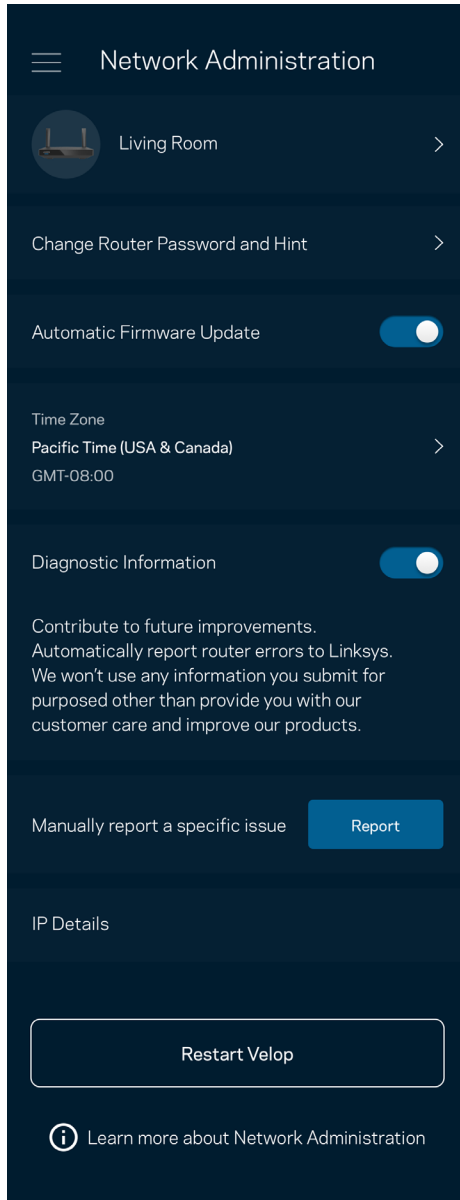 Network Administration
Living Room
Change Router Password and Hint
Automatic Firmware Update
Time Zone
Pacific Time (USA & Canada)
GMT-08:00
Diagnostic Information
Contribute to future improvements.
Automatically report router errors to Linksys.
We won't use any information you submit for
purposed other than provide you with our
customer care and improve our products.
Manually report a specific issue
Report
IP Details
Restart Velop
Learn more about Network Administration